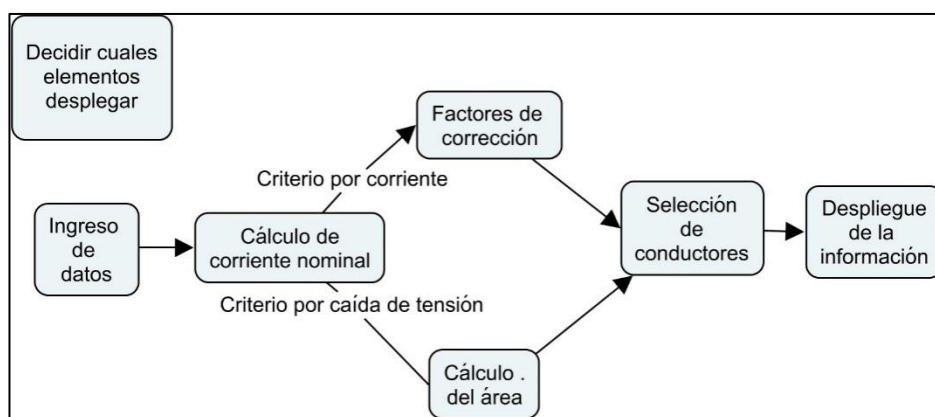 Decidir cuales
elementos
desplegar
Factores de
corrección
Criterio por corriente
Ingreso
de
datos
Cálculo de
corriente nominal
Selección
de
conductores
Despliegue
de la
información
Criterio por caída de tensión
Cálculo .
del área